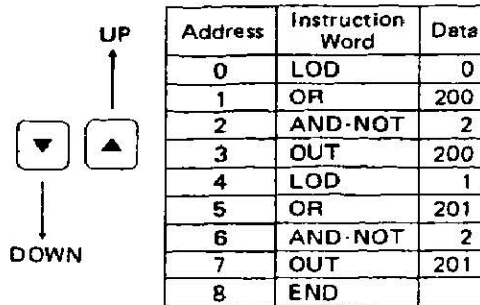 UP
DOWN
Address Instruction Word Data
0 LOD 0
1 OR 200
2 AND-NOT 2
3 OUT 200
4 LOD 1
5 OR 201
6 AND-NOT 2
7 OUT 201
8 END